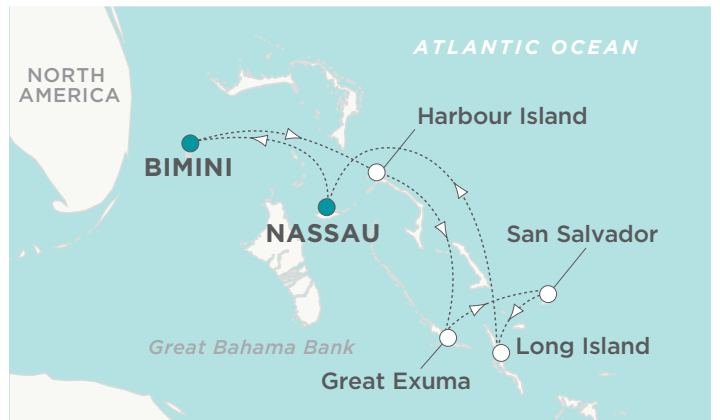 ATLANTIC OCEAN
NORTH
AMERICA
Harbour Island
BIMINI
NASSAU
San Salvador
Great Bahama Bank
Long Island
Great Exuma